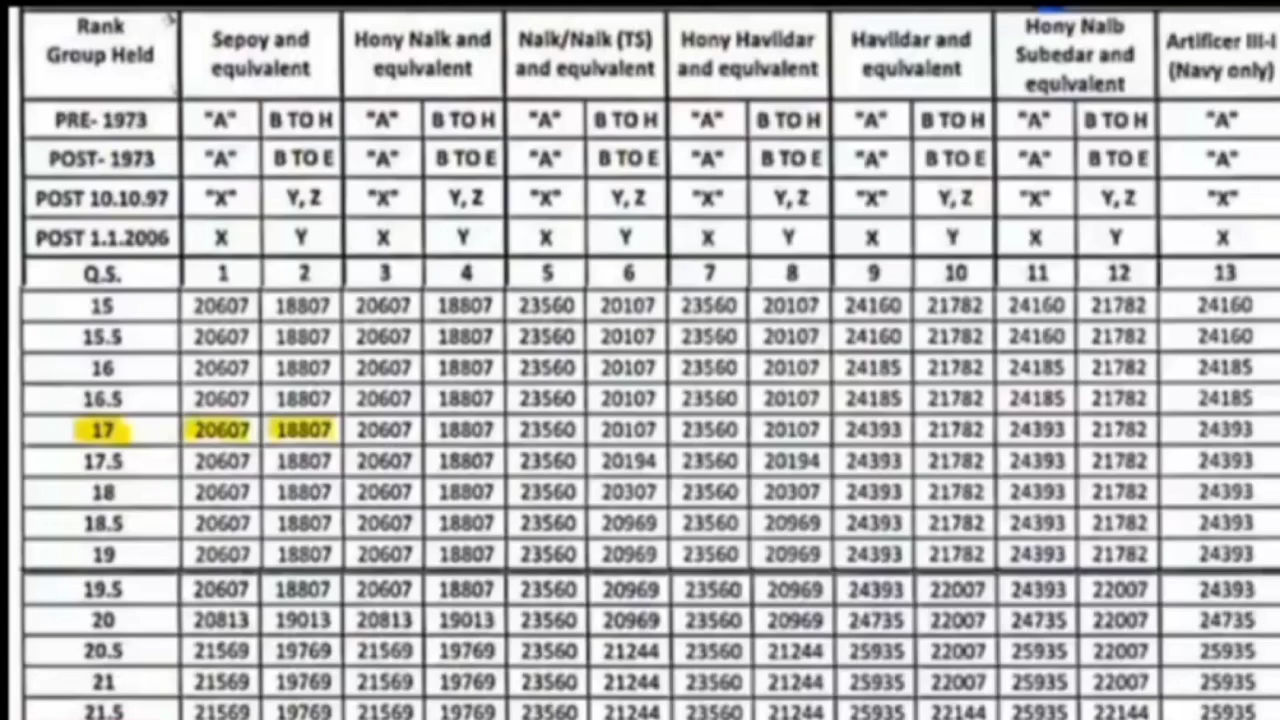 Rank Group Held | Sepoy and equivalent | Hony Naik and equivalent | Naik/Naik (TS) and equivalent | Hony Havildar and equivalent | Havildar and equivalent | Hony Naib Subedar and equivalent | Artificer III-I (Navy only)
PRE- 1973 "A" B TO H "A" B TO H "A" B TO H "A" B TO H "A" B TO H "A" B TO H "A"
POST- 1973 "A" B TO E "A" B TO E "A" B TO E "A" B TO E "A" B TO E "A" B TO E "A"
POST 10.10.97 "X" Y, Z "X" Y, Z "X" Y, Z "X" Y, Z "X" Y, Z "X" Y, Z "X"
POST 1.1.2006 X Y X Y X Y X Y X Y X Y X
Q.S. 1 2 3 4 5 6 7 8 9 10 11 12 13
15 20607 18807 20607 18807 23560 20107 23560 20107 24160 21782 24160 21782 24160
15.5 20607 18807 20607 18807 23560 20107 23560 20107 24160 21782 24160 21782 24160
16 20607 18807 20607 18807 23560 20107 23560 20107 24185 21782 24185 21782 24185
16.5 20607 18807 20607 18807 23560 20107 23560 20107 24185 21782 24185 21782 24185
17 20607 18807 20607 18807 23560 20107 23560 20107 24393 21782 24393 21782 24393
17.5 20607 18807 20607 18807 23560 20194 23560 20194 24393 21782 24393 21782 24393
18 20607 18807 20607 18807 23560 20307 23560 20307 24393 21782 24393 21782 24393
18.5 20607 18807 20607 18807 23560 20969 23560 20969 24393 21782 24393 21782 24393
19 20607 18807 20607 18807 23560 20969 23560 20969 24393 21782 24393 21782 24393
19.5 20607 18807 20607 18807 23560 20969 23560 20969 24393 22007 24393 22007 24393
20 20813 19013 20813 19013 23560 20969 23560 20969 24735 22007 24735 22007 24735
20.5 21569 19769 21569 19769 23560 21244 23560 21244 25935 22007 25935 22007 25935
21 21569 19769 21569 19769 23560 21244 23560 21244 25935 22007 25935 22007 25935
21.5 21569 19769 21569 19769 23560 21244 23560 21244 25935 22144 25935 22144 25935